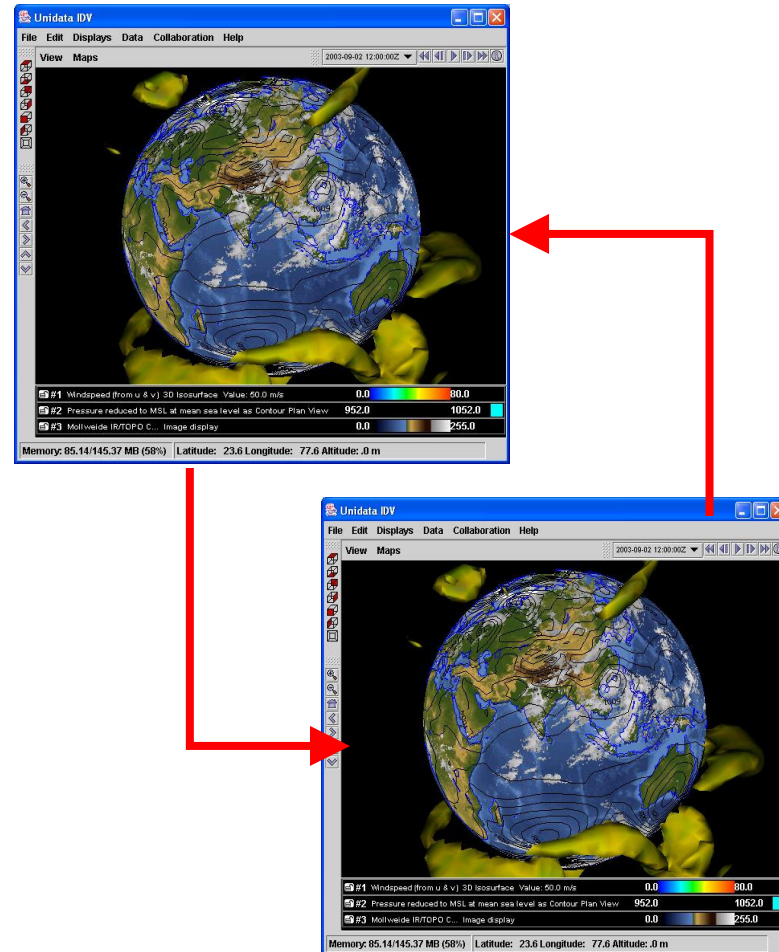 Unidata IDV
File Edit Displays Data Collaboration Help
View Maps 2003-09-02 12:00:00Z
1009
#1 Windspeed (from u & v) 3D Isosurface Value: 50.0 m/s 0.0 80.0
#2 Pressure reduced to MSL at mean sea level as Contour Plan View 952.0 1052.0
#3 Mollweide IR/TOPO C... Image display 0.0 255.0
Memory: 85.14/145.37 MB (58%) Latitude: 23.6 Longitude: 77.6 Altitude: .0 m
Unidata IDV
File Edit Displays Data Collaboration Help
View Maps 2003-09-02 12:00:00Z
1009
#1 Windspeed (from u & v) 3D Isosurface Value: 50.0 m/s 0.0 80.0
#2 Pressure reduced to MSL at mean sea level as Contour Plan View 952.0 1052.0
#3 Mollweide IR/TOPO C... Image display 0.0 255.0
Memory: 85.14/145.37 MB (58%) Latitude: 23.6 Longitude: 77.6 Altitude: .0 m